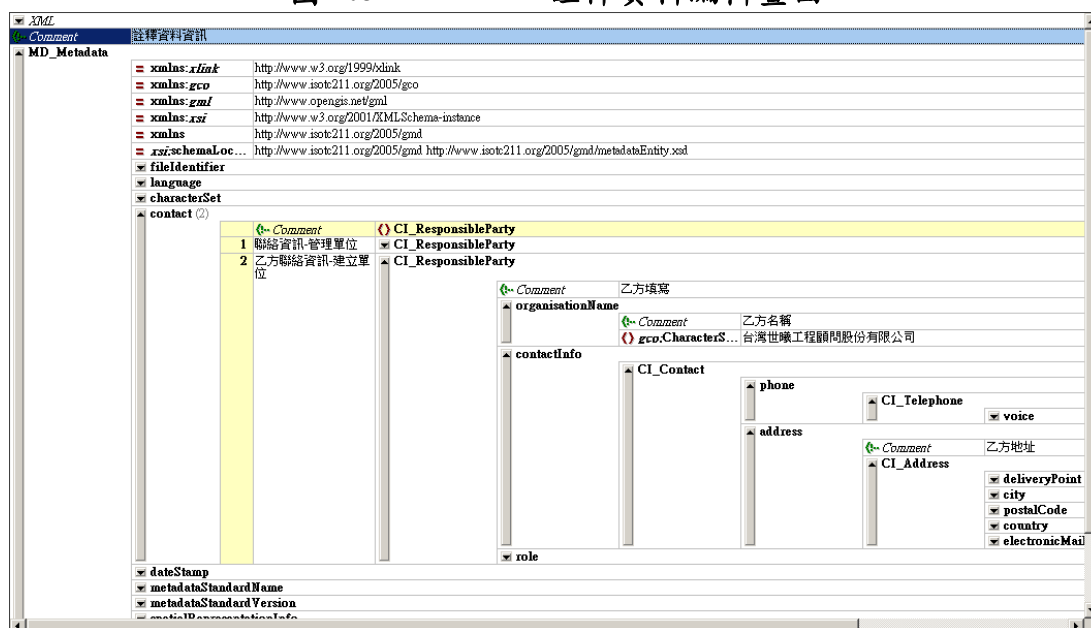 XML
Comment 詮釋資料資訊
MD_Metadata
xmlns:xlink http://www.w3.org/1999/xlink
xmlns:gco http://www.isotc211.org/2005/gco
xmlns:gml http://www.opengis.net/gml
xmlns:xsi http://www.w3.org/2001/XMLSchema-instance
xmlns http://www.isotc211.org/2005/gmd
xsi:schemaLoc... http://www.isotc211.org/2005/gmd http://www.isotc211.org/2005/gmd/metadataEntity.xsd
fileIdentifier
language
characterSet
contact (2)
Comment CI_ResponsibleParty
1 聯絡資訊-管理單位 CI_ResponsibleParty
2 乙方聯絡資訊-建立單位 CI_ResponsibleParty
Comment 乙方填寫
organisationName
Comment 乙方名稱
gco:CharacterS... 台灣世曦工程顧問股份有限公司
contactInfo
CI_Contact
phone
CI_Telephone
voice
address
Comment 乙方地址
CI_Address
deliveryPoint
city
postalCode
country
electronicMail
role
dateStamp
metadataStandardName
metadataStandardVersion
spatialRepresentationInfo